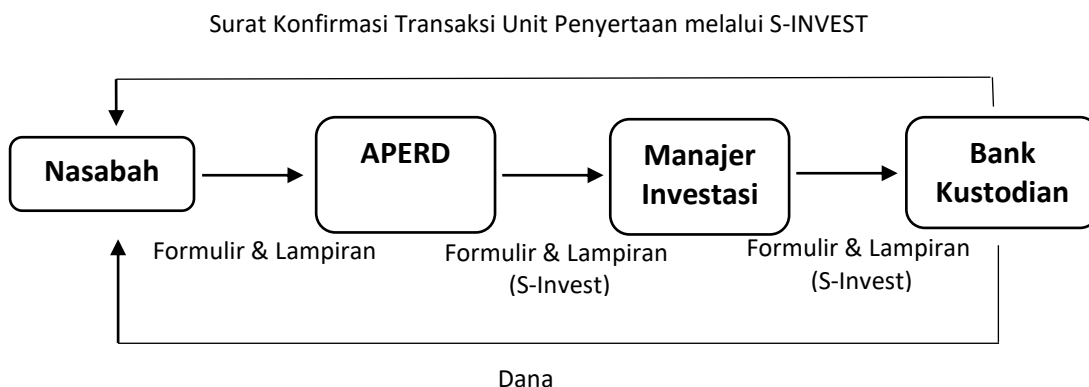 Surat Konfirmasi Transaksi Unit Penyertaan melalui S-INVEST
Nasabah
APERD
Manajer
Investasi
Bank
Kustodian
Formulir & Lampiran
Formulir & Lampiran
(S-Invest)
Formulir & Lampiran
(S-Invest)
Dana